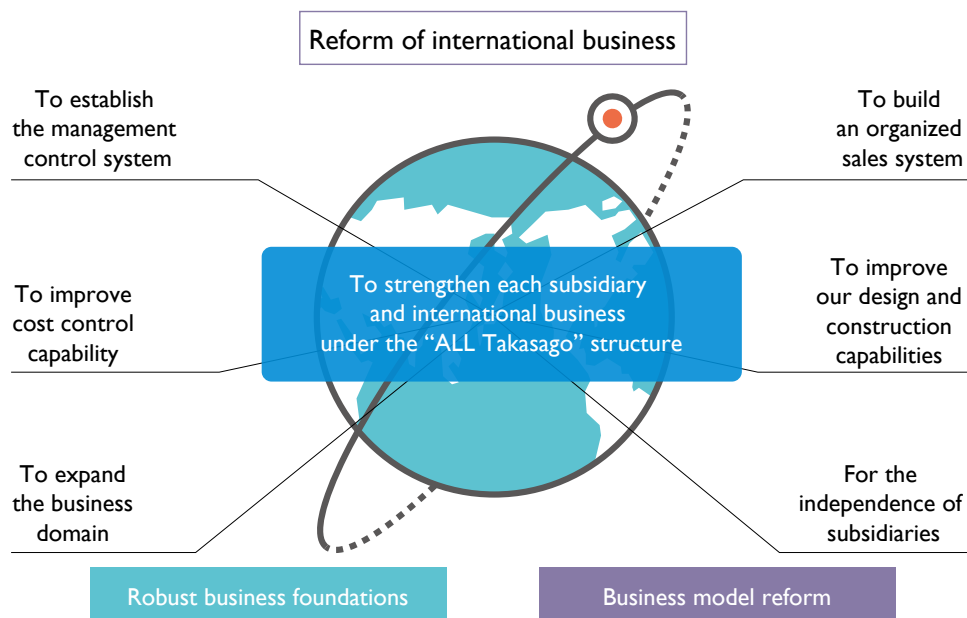 Reform of international business
To establish
the management
control system
To build
an organized
sales system
To improve
cost control
capability
To strengthen each subsidiary
and international business
under the “ALL Takasago” structure
To improve
our design and
construction
capabilities
To expand
the business
domain
For the
independence of
subsidiaries
Robust business foundations
Business model reform